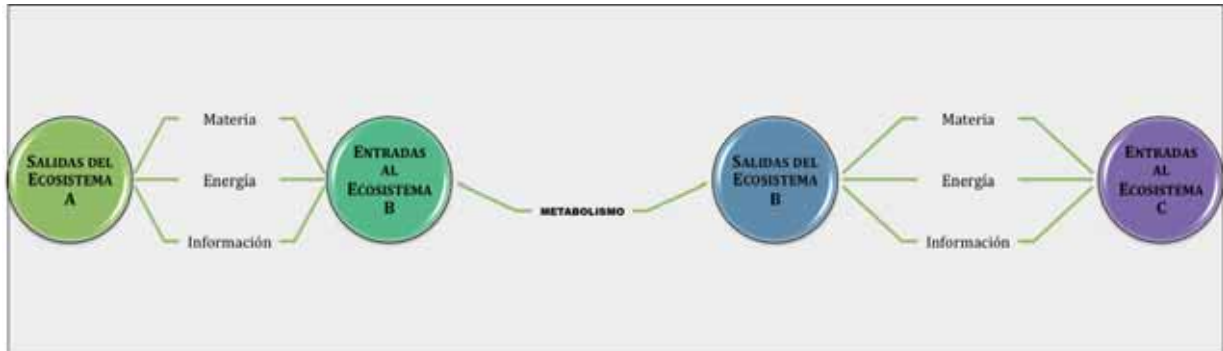 SALIDAS DEL
ECOSISTEMA
A
Materia
Energía
Información
ENTRADAS
AL
ECOSISTEMA
B
METABOLISMO
SALIDAS DEL
ECOSISTEMA
B
Materia
Energía
Información
ENTRADAS
AL
ECOSISTEMA
C